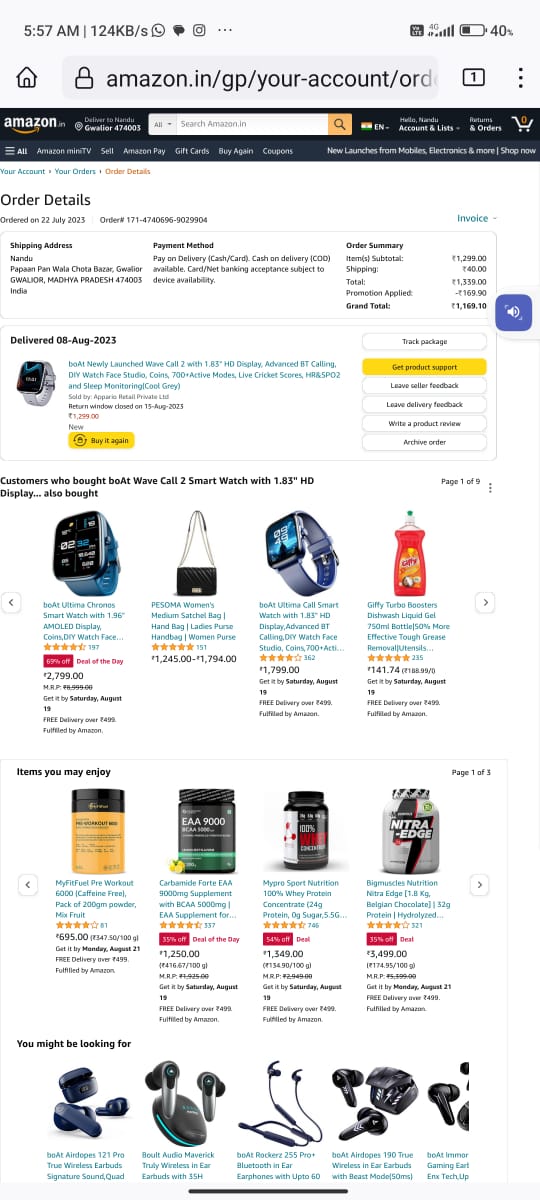 5:57 AM | 124KB/s
4G
40%
amazon.in/gp/your-account/ord
1
amazon.in
Deliver to Nandu
Gwalior 474003
All
Search Amazon.in
EN
Hello, Nandu
Account & Lists
Returns
& Orders
0
All Amazon miniTV Sell Amazon Pay Gift Cards Buy Again Coupons
New Launches from Mobiles, Electronics & more | Shop now
Your Account › Your Orders › Order Details
Order Details
Ordered on 22 July 2023 | Order# 171-4740696-9029904
Invoice
Shipping Address
Nandu
Papaan Pan Wala Chota Bazar, Gwalior
GWALIOR, MADHYA PRADESH 474003
India
Payment Method
Pay on Delivery (Cash/Card). Cash on delivery (COD)
available. Card/Net banking acceptance subject to
device availability.
Order Summary
Item(s) Subtotal: ₹1,299.00
Shipping: ₹40.00
Total: ₹1,339.00
Promotion Applied: -₹169.90
Grand Total: ₹1,169.10
Delivered 08-Aug-2023
boAt Newly Launched Wave Call 2 with 1.83" HD Display, Advanced BT Calling,
DIY Watch Face Studio, Coins, 700+Active Modes, Live Cricket Scores, HR&SPO2
and Sleep Monitoring(Cool Grey)
Sold by: Appario Retail Private Ltd
Return window closed on 15-Aug-2023
₹1,299.00
New
Buy it again
Track package
Get product support
Leave seller feedback
Leave delivery feedback
Write a product review
Archive order
Customers who bought boAt Wave Call 2 Smart Watch with 1.83" HD
Display... also bought
Page 1 of 9
boAt Ultima Chronos
Smart Watch with 1.96"
AMOLED Display,
Coins,DIY Watch Face...
197
69% off Deal of the Day
₹2,799.00
M.R.P: ₹8,999.00
Get it by Saturday, August
19
FREE Delivery over ₹499.
Fulfilled by Amazon.
PESOMA Women's
Medium Satchel Bag |
Hand Bag | Ladies Purse
Handbag | Women Purse
151
₹1,245.00-₹1,794.00
boAt Ultima Call Smart
Watch with 1.83" HD
Display,Advanced BT
Calling,DIY Watch Face
Studio, Coins,700+Acti...
362
₹1,799.00
Get it by Saturday, August
19
FREE Delivery over ₹499.
Fulfilled by Amazon.
Giffy
Giffy Turbo Boosters
Dishwash Liquid Gel
750ml Bottle|50% More
Effective Tough Grease
Removal|Utensils...
235
₹141.74 (₹188.99/l)
Get it by Saturday, August
19
FREE Delivery over ₹499.
Fulfilled by Amazon.
Items you may enjoy
Page 1 of 3
MyFitFuel
PRE-WORKOUT 6000
MyFitFuel Pre Workout
6000 (Caffeine Free),
Pack of 200gm powder,
Mix Fruit
81
₹695.00 (₹347.50/100 g)
Get it by Monday, August 21
FREE Delivery over ₹499.
Fulfilled by Amazon.
EAA 9000
BCAA 5000
Carbamide Forte EAA
9000mg Supplement
with BCAA 5000mg |
EAA Supplement for...
337
35% off Deal of the Day
₹1,250.00
(₹416.67/100 g)
M.R.P: ₹1,925.00
Get it by Saturday, August
19
FREE Delivery over ₹499.
Fulfilled by Amazon.
100%
WHEY
CONCENTRATE
Mypro Sport Nutrition
100% Whey Protein
Concentrate (24g
Protein, 0g Sugar,5.5G...
746
54% off Deal
₹1,349.00
(₹134.90/100 g)
M.R.P: ₹2,949.00
Get it by Saturday, August
19
FREE Delivery over ₹499.
Fulfilled by Amazon.
NITRA
-EDGE
Bigmuscles Nutrition
Nitra Edge [1.8 Kg,
Belgian Chocolate] | 32g
Protein | Hydrolyzed...
321
35% off Deal
₹3,499.00
(₹174.95/100 g)
M.R.P: ₹5,399.00
Get it by Monday, August 21
FREE Delivery over ₹499.
Fulfilled by Amazon.
You might be looking for
boAt Airdopes 121 Pro
True Wireless Earbuds
Signature Sound,Quad
Boult Audio Maverick
Truly Wireless in Ear
Earbuds with 35H
boAt Rockerz 255 Pro+
Bluetooth in Ear
Earphones with Upto 60
boAt Airdopes 190 True
Wireless in Ear Earbuds
with Beast Mode(50ms)
boAt Immor
Gaming Earl
Enx Tech,Up